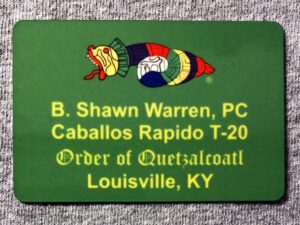 B. Shawn Warren, PC
Caballos Rapido T-20
Order of Quetzalcoatl
Louisville, KY